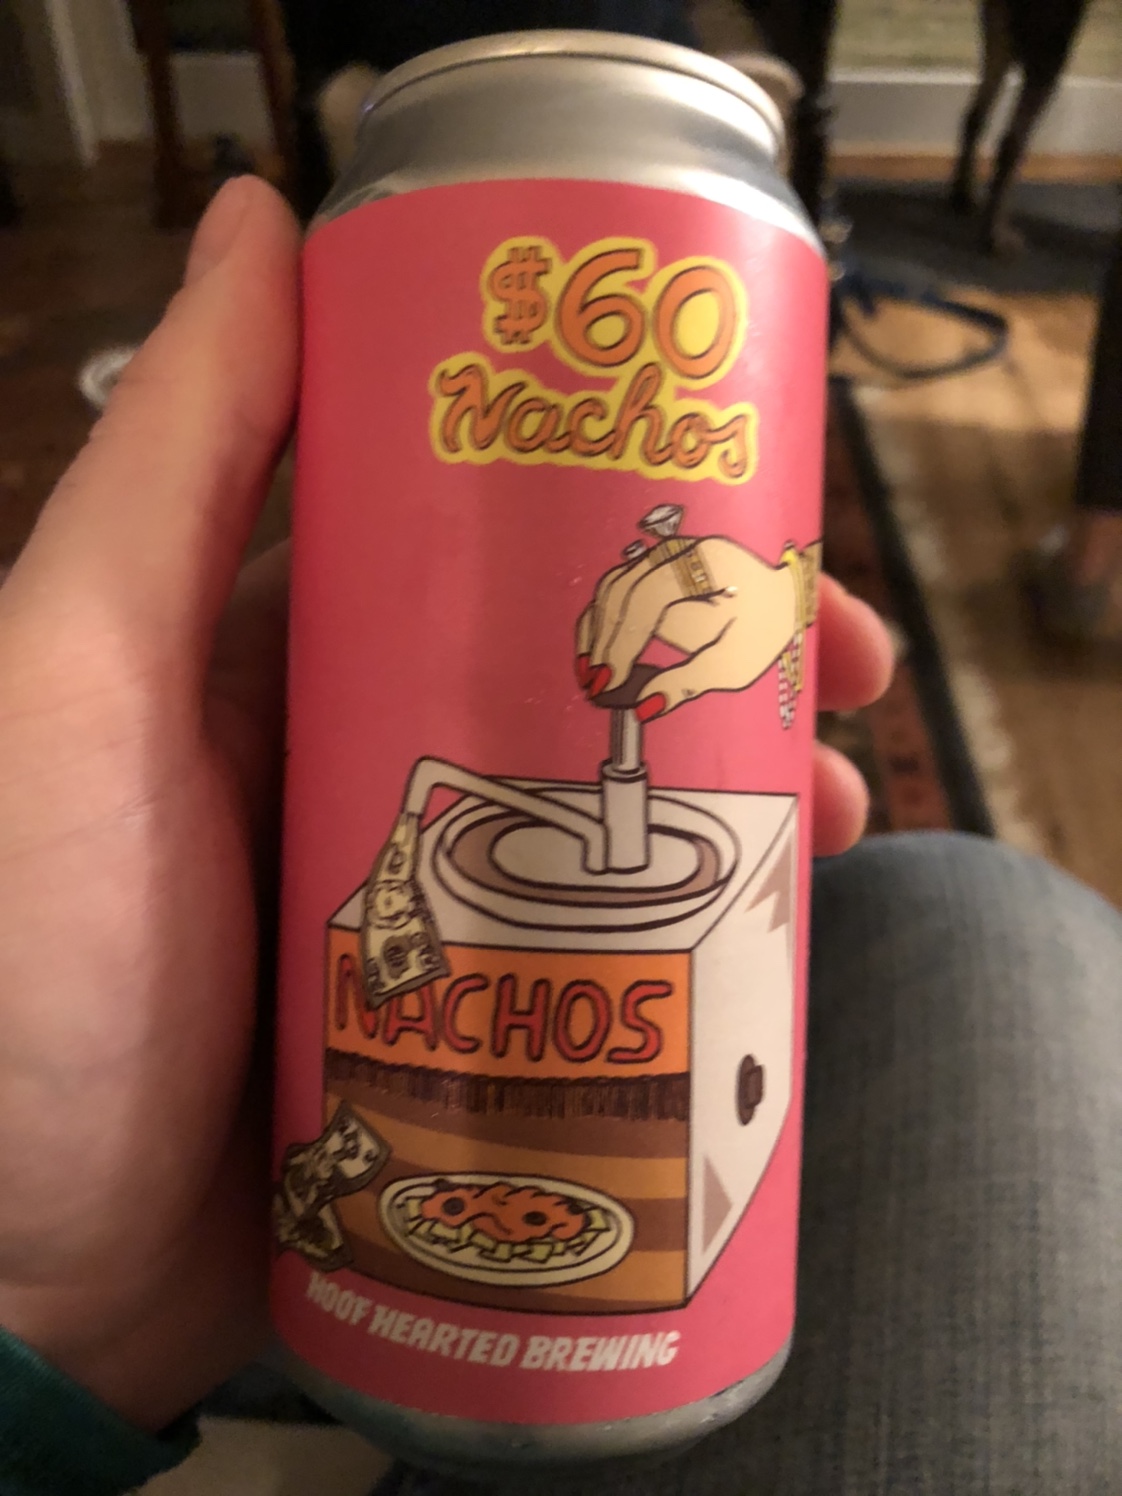 $60
Nachos
NACHOS
HOOF HEARTED BREWING